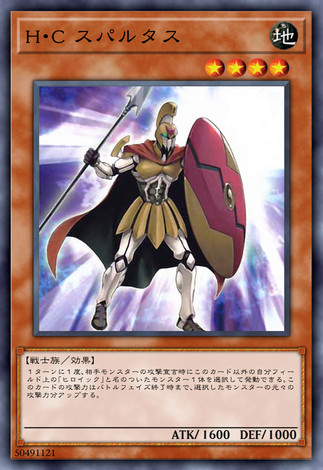 H・C スパルタス
地
【戦士族／効果】
１ターンに１度、相手モンスターの攻撃宣言時にこのカード以外の自分フィー
ルド上の「ヒロイック」と名のついたモンスター１体を選択して発動できる。こ
のカードの攻撃力はバトルフェイズ終了時まで、選択したモンスターの元々の
攻撃力分アップする。
ATK/ 1600 DEF/1000
50491121